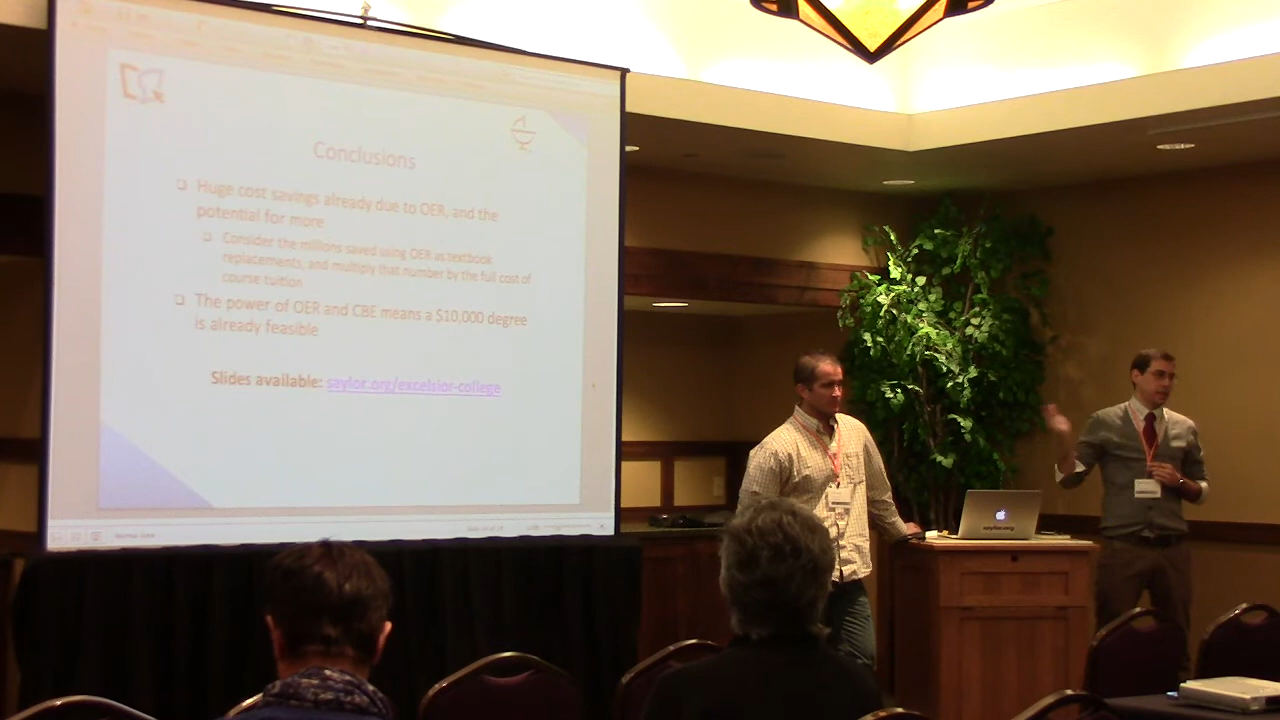 Conclusions
Huge cost savings already due to OER, and the
potential for more
Consider the millions saved using OER as textbook
replacements, and multiply that number by the full cost of
course tuition
The power of OER and CBE means a $10,000 degree
is already feasible
Slides available: saylor.org/excelsior-college
saylor.org